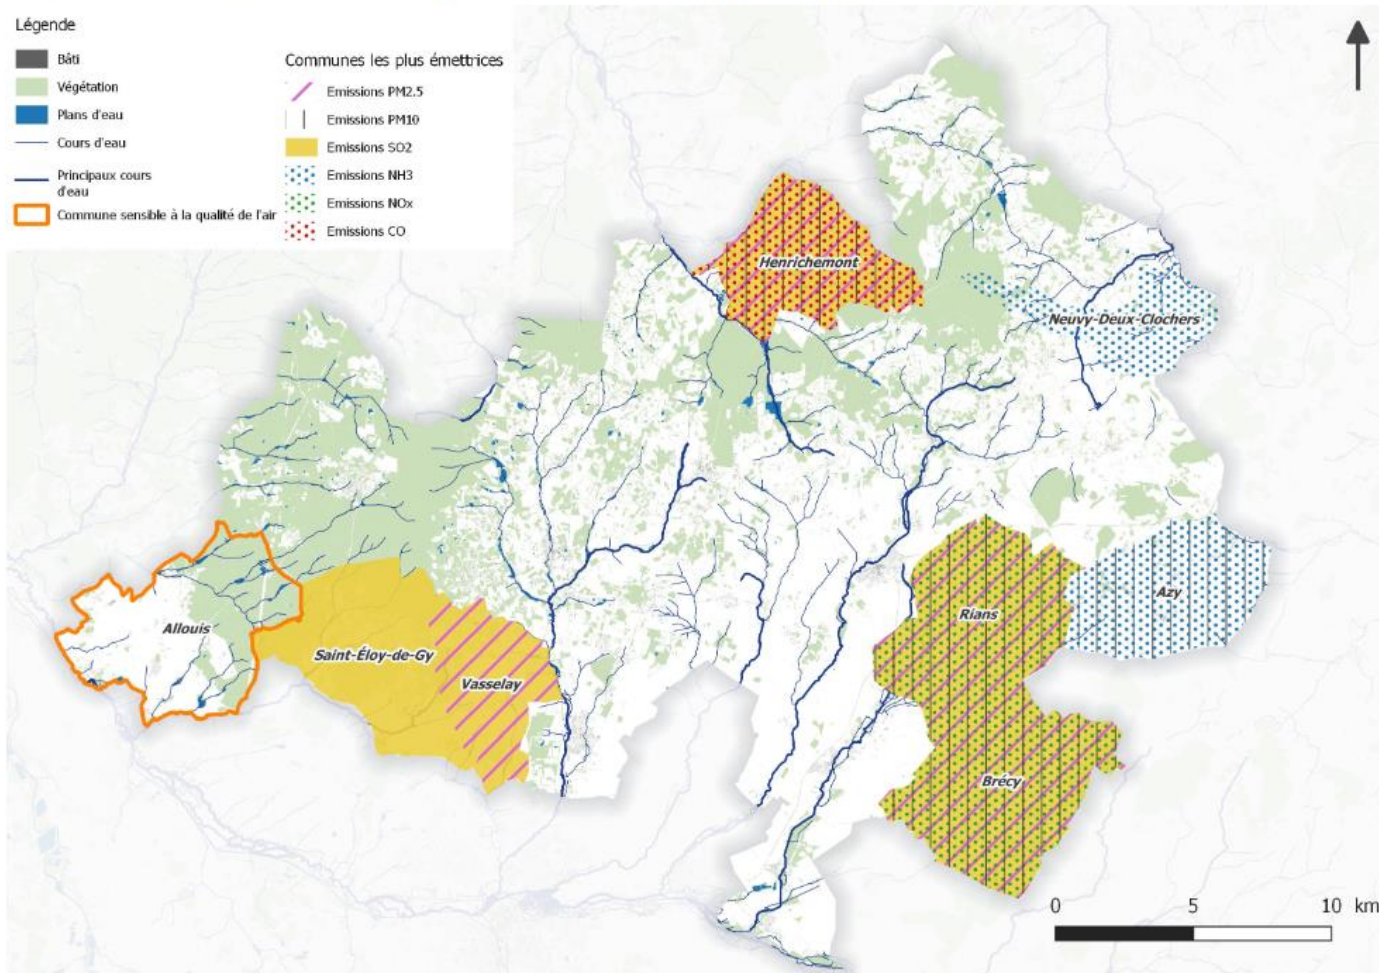 Légende
Bâti
Végétation
Plans d'eau
Cours d'eau
Principaux cours
d'eau
Commune sensible à la qualité de l'air
Communes les plus émettrices
Emissions PM2.5
Emissions PM10
Emissions SO2
Emissions NH3
Emissions NOx
Emissions CO
Henrichemont
Neuvy-Deux-Clochers
Azy
Rians
Allouis
Saint-Éloy-de-Gy
Vasselay
Brécy
0 5 10 km